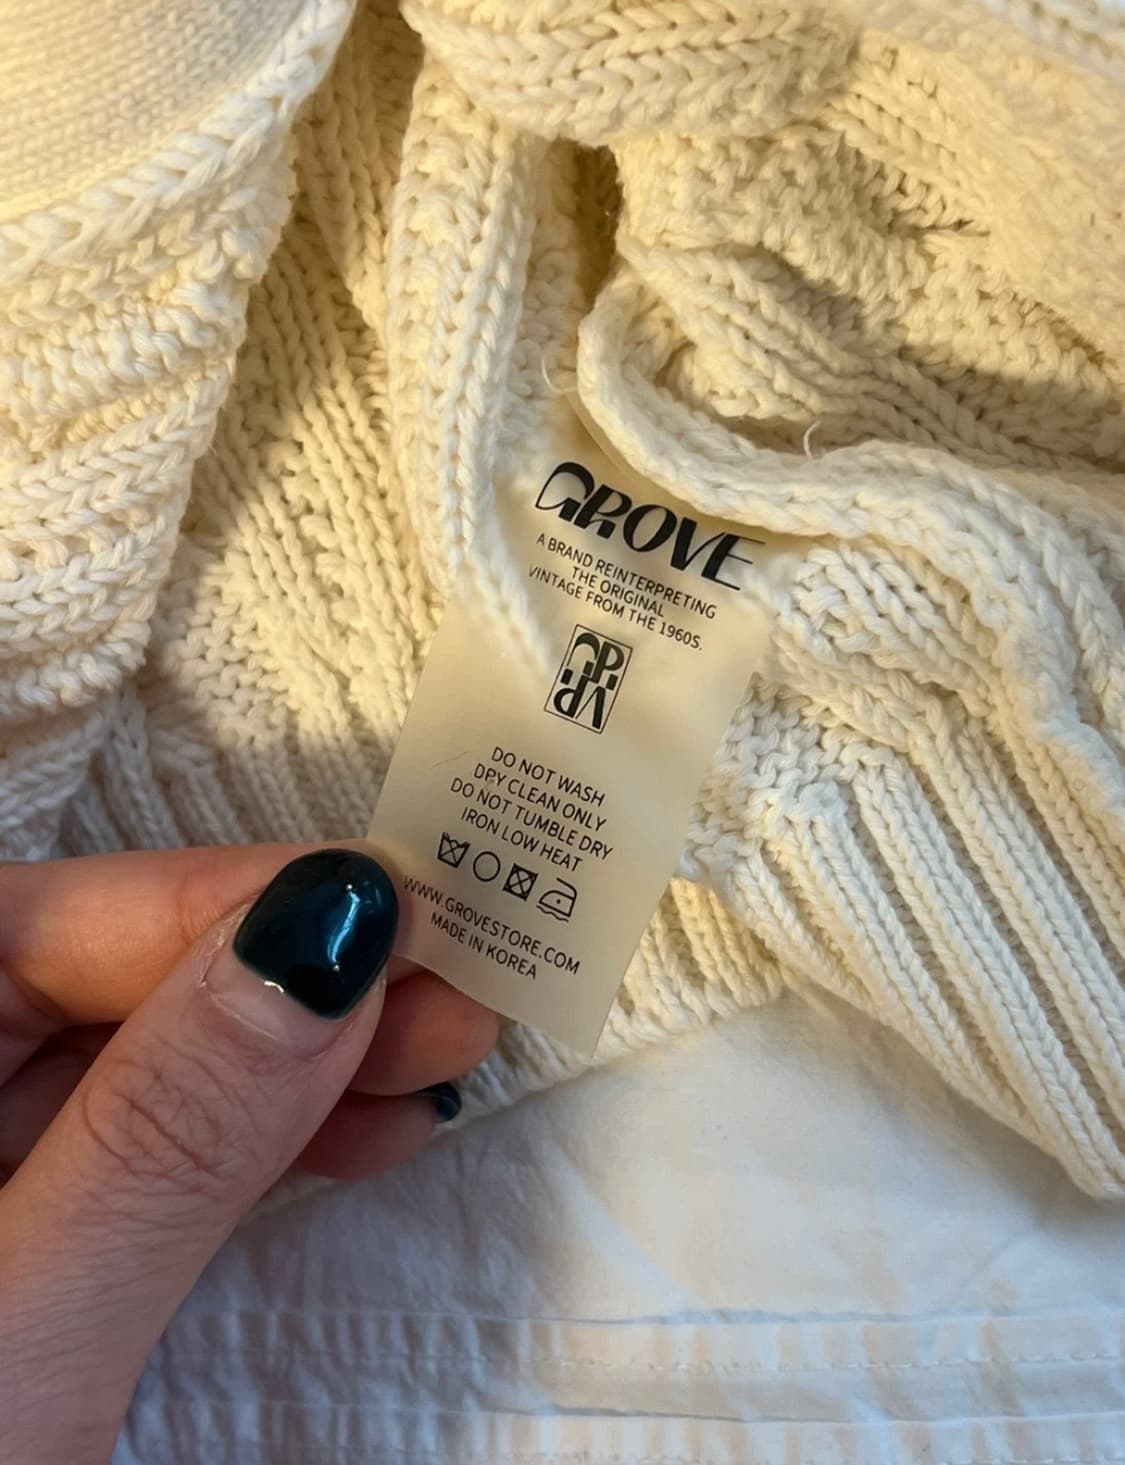 GROVE
A BRAND REINTERPRETING
THE ORIGINAL
VINTAGE FROM THE 1960S.
DO NOT WASH
DRY CLEAN ONLY
DO NOT TUMBLE DRY
IRON LOW HEAT
WWW.GROVESTORE.COM
MADE IN KOREA